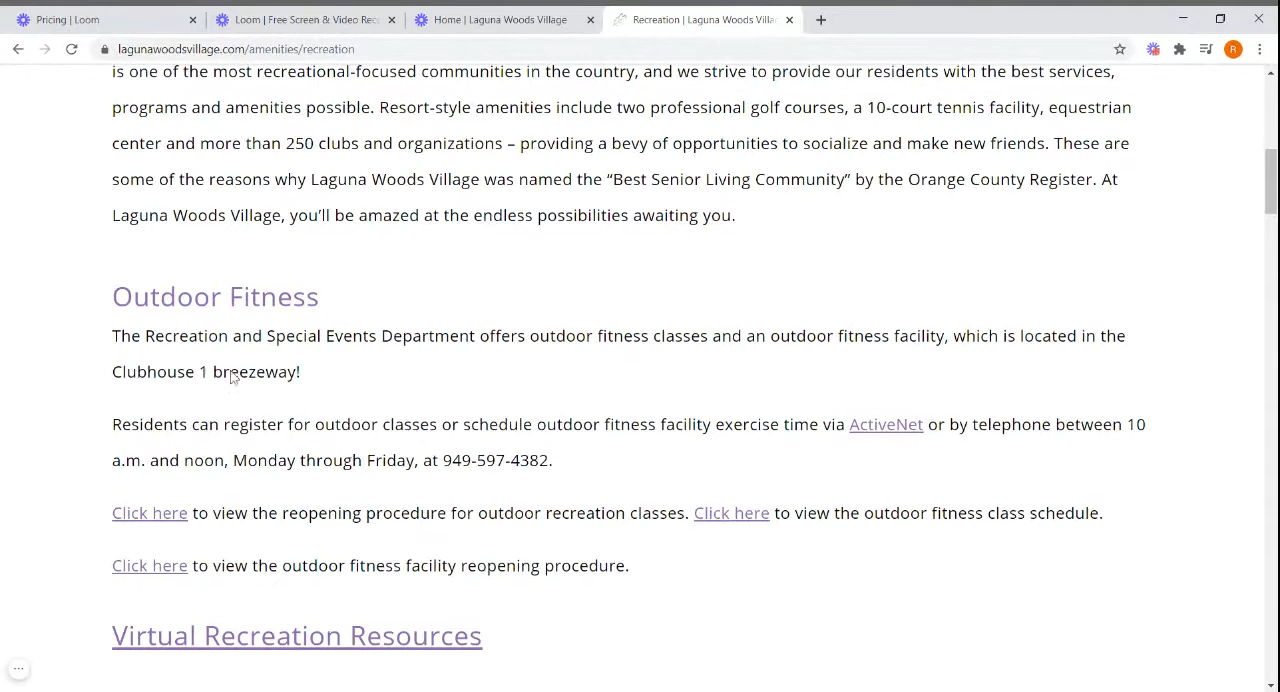 Pricing | Loom
Loom | Free Screen & Video Rec
Home | Laguna Woods Village
Recreation | Laguna Woods Villa
lagunawoodsvillage.com/amenities/recreation
R
is one of the most recreational-focused communities in the country, and we strive to provide our residents with the best services,
programs and amenities possible. Resort-style amenities include two professional golf courses, a 10-court tennis facility, equestrian
center and more than 250 clubs and organizations – providing a bevy of opportunities to socialize and make new friends. These are
some of the reasons why Laguna Woods Village was named the “Best Senior Living Community” by the Orange County Register. At
Laguna Woods Village, you’ll be amazed at the endless possibilities awaiting you.
Outdoor Fitness
The Recreation and Special Events Department offers outdoor fitness classes and an outdoor fitness facility, which is located in the
Clubhouse 1 breezeway!
Residents can register for outdoor classes or schedule outdoor fitness facility exercise time via ActiveNet or by telephone between 10
a.m. and noon, Monday through Friday, at 949-597-4382.
Click here to view the reopening procedure for outdoor recreation classes. Click here to view the outdoor fitness class schedule.
Click here to view the outdoor fitness facility reopening procedure.
Virtual Recreation Resources